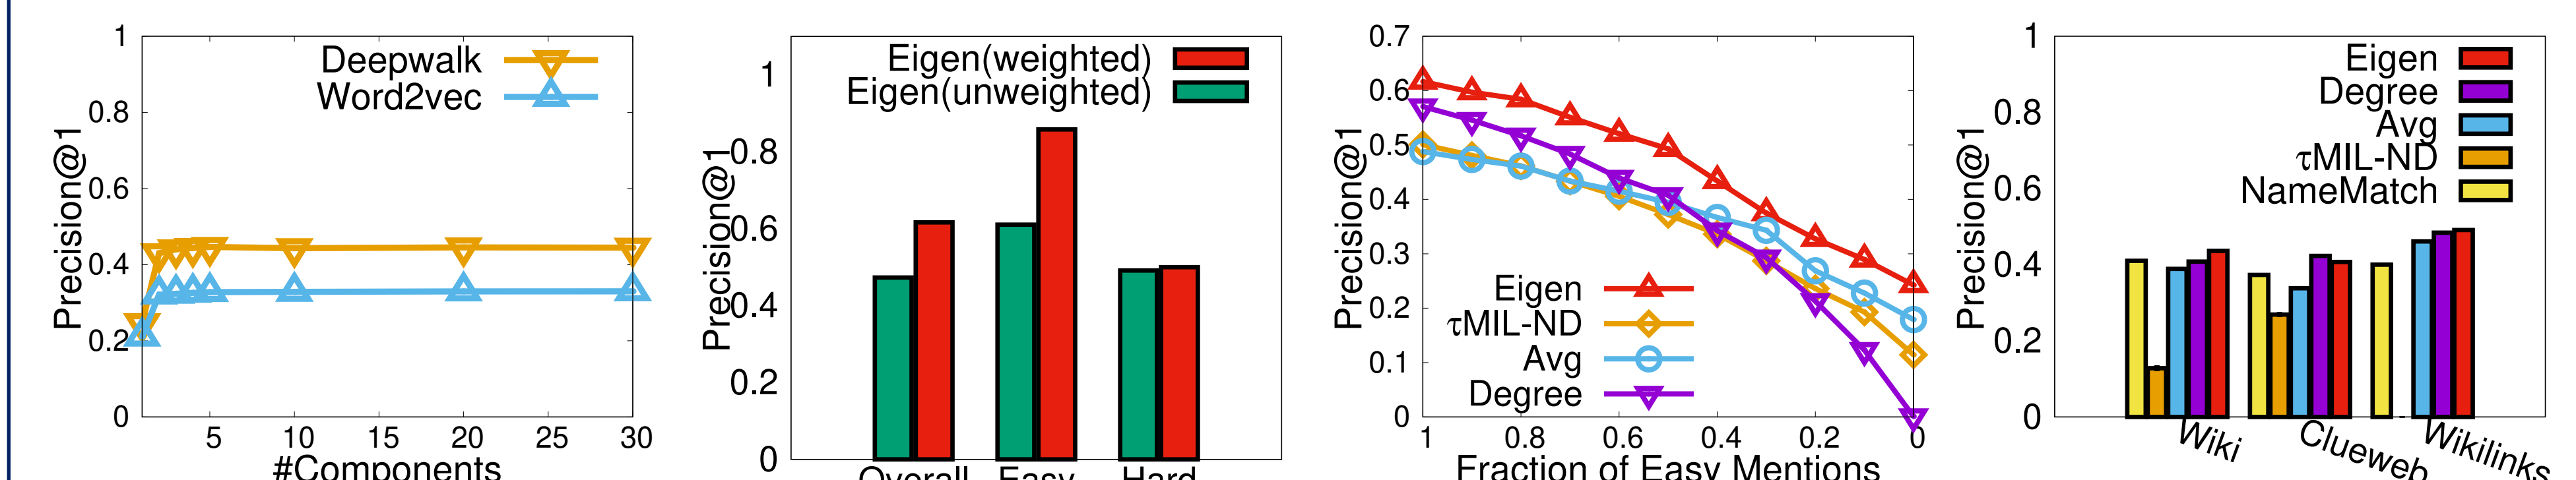 Precision@1
1
0.8
0.6
0.4
0.2
0
Deepwalk
Word2vec
5 10 15 20 25 30
#Components
Precision@1
1
0.8
0.6
0.4
0.2
0
Eigen(weighted)
Eigen(unweighted)
Overall Easy Hard
Precision@1
0.7
0.6
0.5
0.4
0.3
0.2
0.1
0
Eigen
τMIL-ND
Avg
Degree
1 0.8 0.6 0.4 0.2 0
Fraction of Easy Mentions
Precision@1
1
0.8
0.6
0.4
0.2
0
Eigen
Degree
Avg
τMIL-ND
NameMatch
Wiki Clueweb Wikilinks